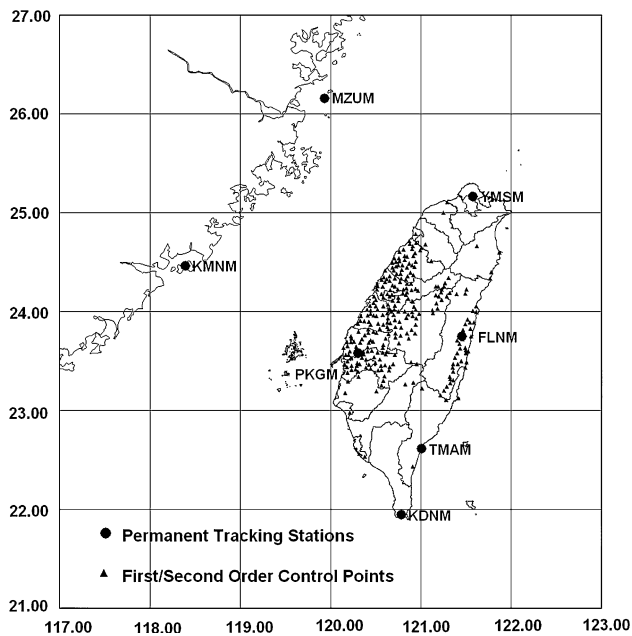 27.00
MZUM
26.00
YMSM
25.00
KMNM
24.00
FLNM
PKGM
23.00
TMAM
22.00
KDNM
Permanent Tracking Stations
First/Second Order Control Points
21.00
117.00 118.00 119.00 120.00 121.00 122.00 123.00